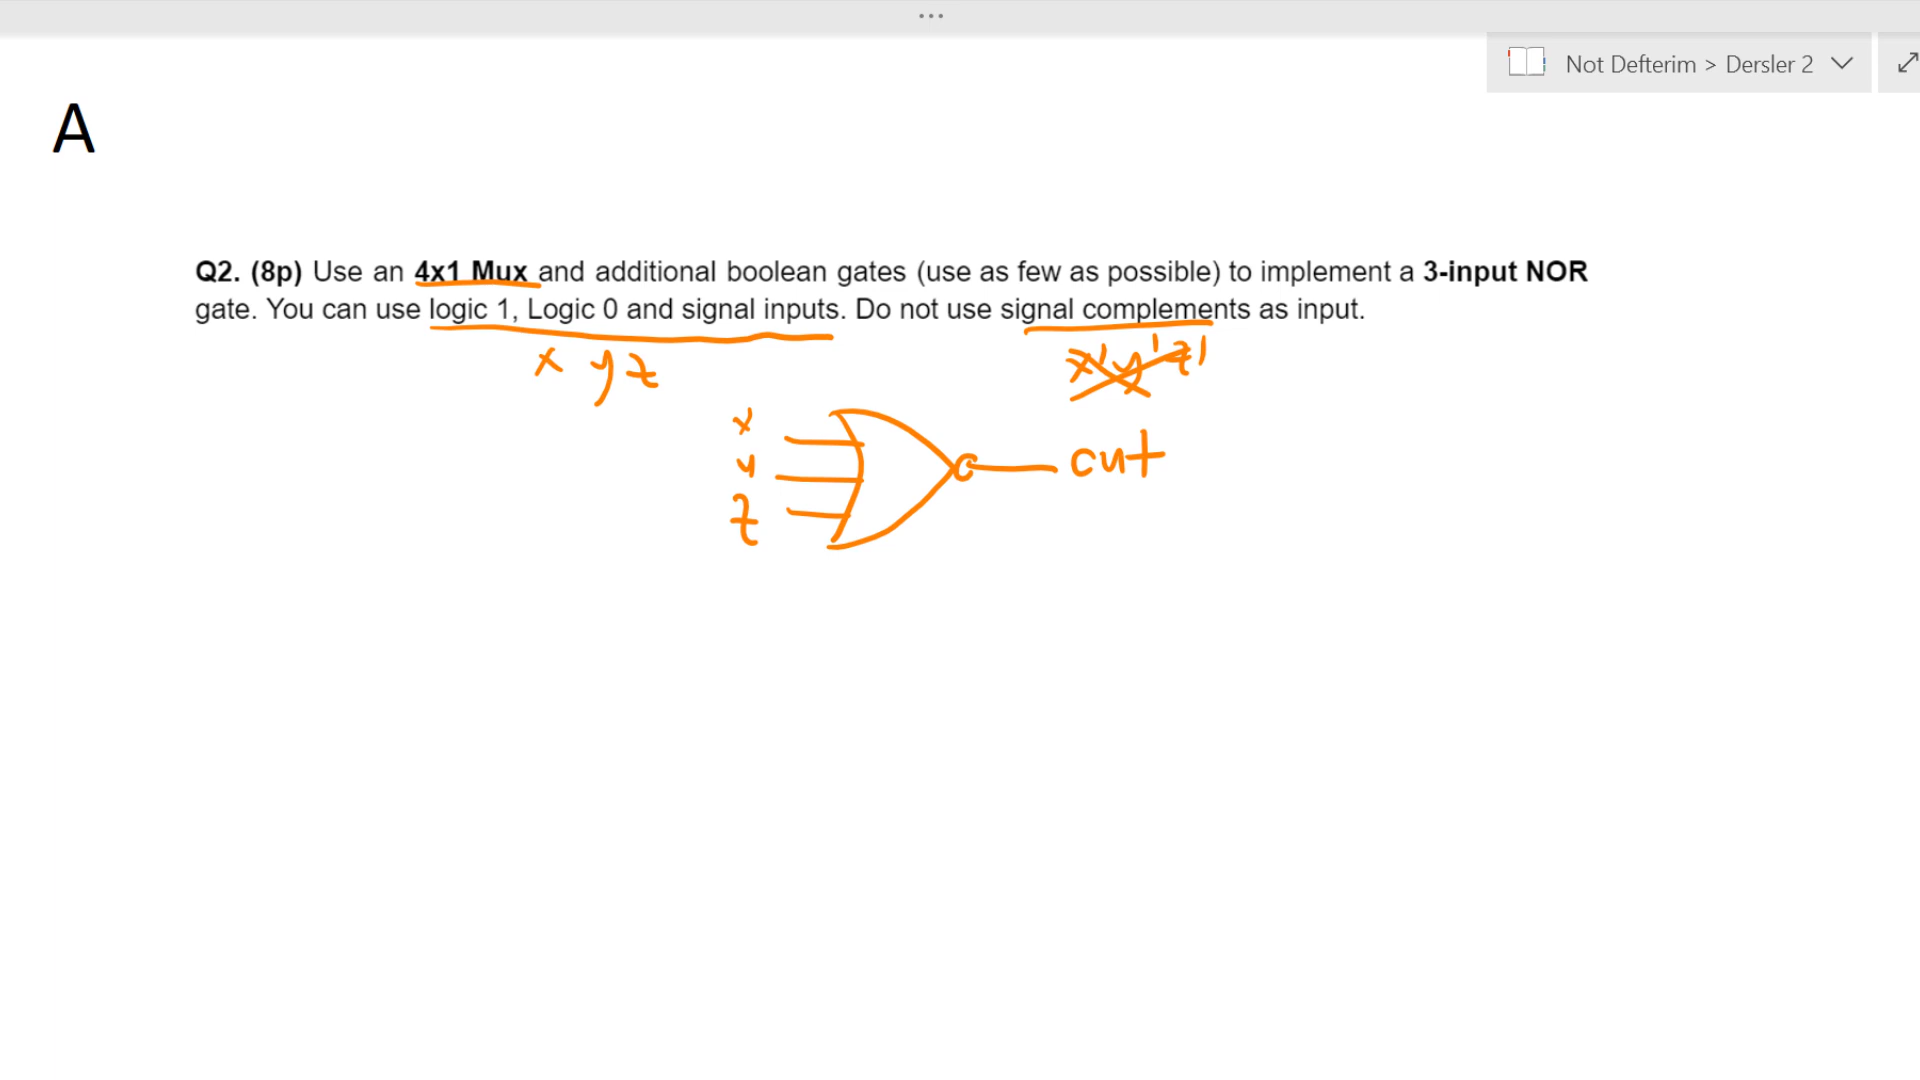 Not Defterim > Dersler 2
A
Q2. (8p) Use an 4x1 Mux and additional boolean gates (use as few as possible) to implement a 3-input NOR
gate. You can use logic 1, Logic 0 and signal inputs. Do not use signal complements as input.
x y z
x' y' z'
x
y
z
out